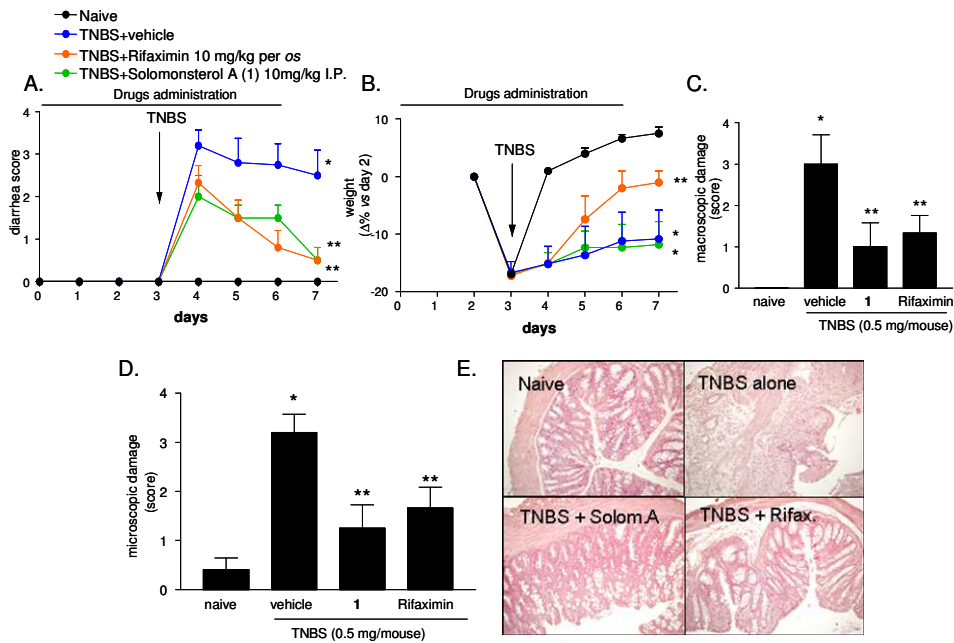 Naive
TNBS+vehicle
TNBS+Rifaximin 10 mg/kg per os
TNBS+Solomonsterol A (1) 10mg/kg I.P.
A.
Drugs administration
TNBS
diarrhea score
4
3
2
1
0
0 1 2 3 4 5 6 7
days
*
**
**
B.
Drugs administration
TNBS
weight
(Δ% vs day 2)
10
0
-10
-20
0 1 2 3 4 5 6 7
days
**
*
*
C.
macroscopic damage
(score)
4
3
2
1
0
*
**
**
naive vehicle 1 Rifaximin
TNBS (0.5 mg/mouse)
D.
microscopic damage
(score)
4
3
2
1
0
*
**
**
naive vehicle 1 Rifaximin
TNBS (0.5 mg/mouse)
E.
Naive
TNBS alone
TNBS + Solom.A
TNBS + Rifax.